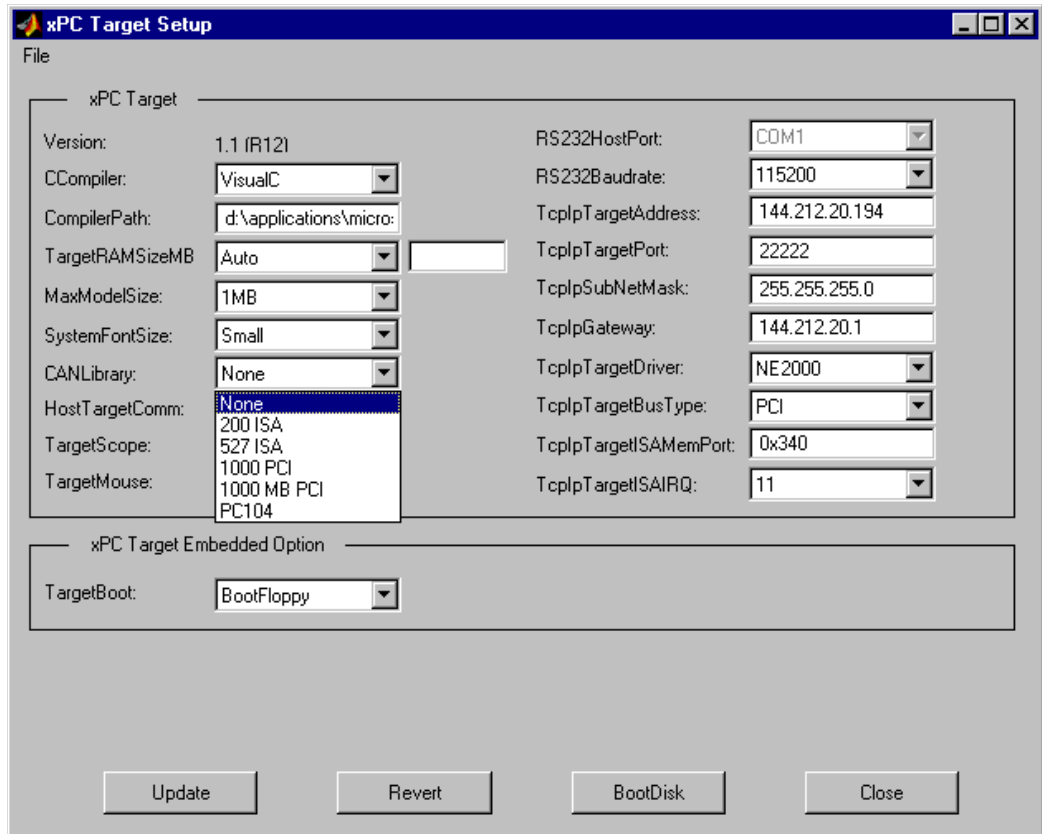 xPC Target Setup
File
xPC Target
Version: 1.1 (R12)
CCompiler: VisualC
CompilerPath: d:\applications\micro
TargetRAMSizeMB Auto
MaxModelSize: 1MB
SystemFontSize: Small
CANLibrary: None
None
200 ISA
527 ISA
1000 PCI
1000 MB PCI
PC104
HostTargetComm:
TargetScope:
TargetMouse:
RS232HostPort: COM1
RS232Baudrate: 115200
TcpIpTargetAddress: 144.212.20.194
TcpIpTargetPort: 22222
TcpIpSubNetMask: 255.255.255.0
TcpIpGateway: 144.212.20.1
TcpIpTargetDriver: NE2000
TcpIpTargetBusType: PCI
TcpIpTargetISAMemPort: 0x340
TcpIpTargetISAIRQ: 11
xPC Target Embedded Option
TargetBoot: BootFloppy
Update Revert BootDisk Close